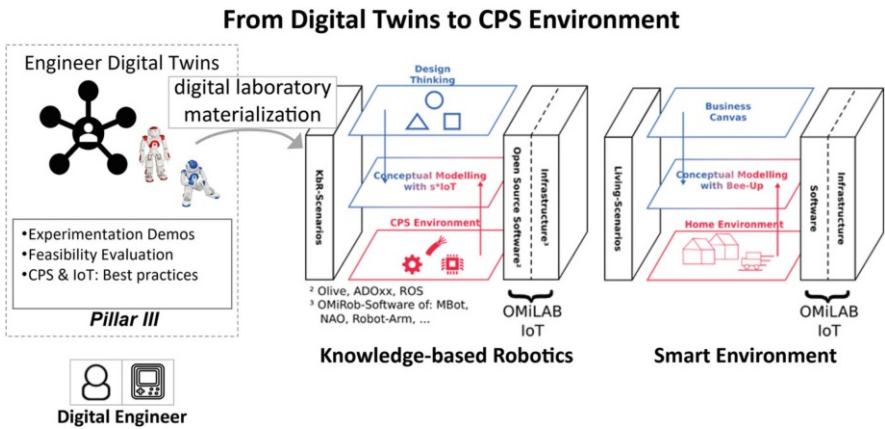 From Digital Twins to CPS Environment
Engineer Digital Twins
digital laboratory
materialization
•Experimentation Demos
•Feasibility Evaluation
•CPS & IoT: Best practices
Pillar III
Digital Engineer
KbR-Scenarios
Design
Thinking
Conceptual Modelling
with s*IoT
CPS Environment
Open Source Software²
Infrastructure³
² Olive, ADOxx, ROS
³ OMiRob-Software of: MBot,
NAO, Robot-Arm, ...
OMiLAB
IoT
Knowledge-based Robotics
Living-Scenarios
Business
Canvas
Conceptual Modelling
with Bee-Up
Home Environment
Software
Infrastructure
OMiLAB
IoT
Smart Environment